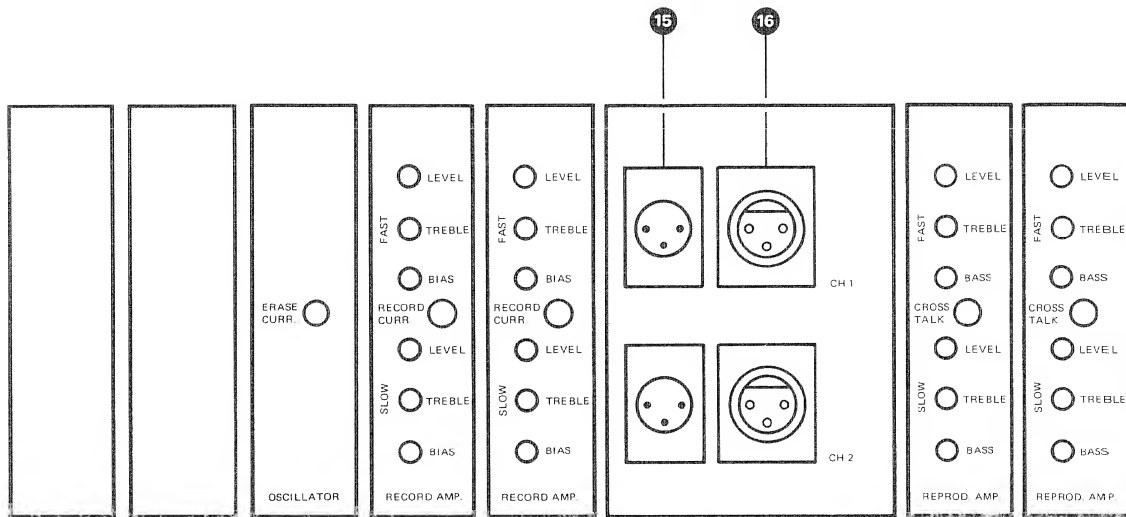 15 16
ERASE
CURR.
OSCILLATOR
FAST
LEVEL
TREBLE
BIAS
RECORD
CURR.
SLOW
LEVEL
TREBLE
BIAS
RECORD AMP.
FAST
LEVEL
TREBLE
BIAS
RECORD
CURR.
SLOW
LEVEL
TREBLE
BIAS
RECORD AMP.
CH 1
CH 2
FAST
LEVEL
TREBLE
BASS
CROSS
TALK
SLOW
LEVEL
TREBLE
BASS
REPROD. AMP.
FAST
LEVEL
TREBLE
BASS
CROSS
TALK
SLOW
LEVEL
TREBLE
BASS
REPROD. AMP.